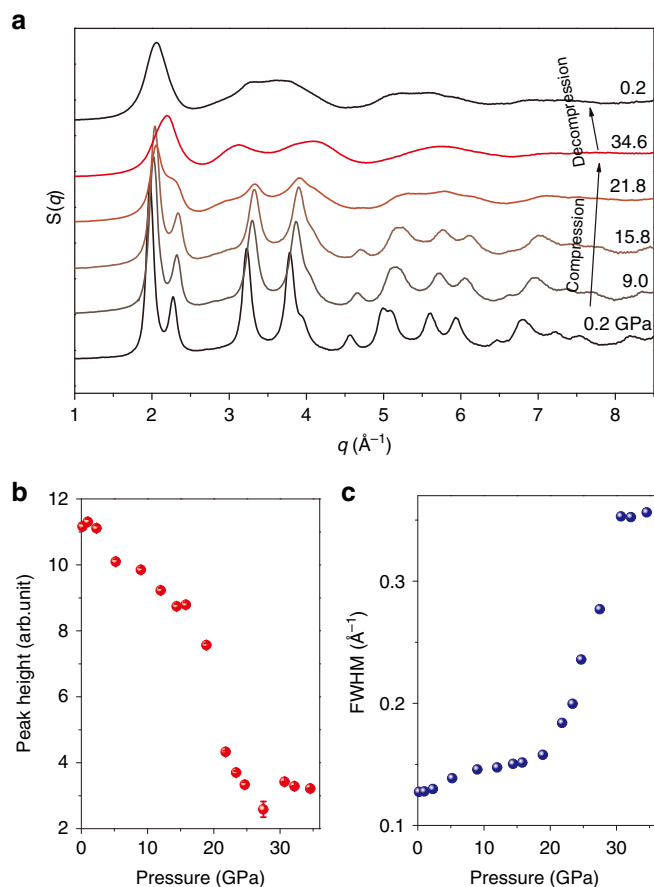 a
S(q)
0.2
Decompression
34.6
21.8
15.8
Compression
9.0
0.2 GPa
1 2 3 4 5 6 7 8
q (Å⁻¹)
b
12
10
8
6
4
2
Peak height (arb.unit)
0 10 20 30
Pressure (GPa)
c
0.3
0.2
0.1
FWHM (Å⁻¹)
0 10 20 30
Pressure (GPa)